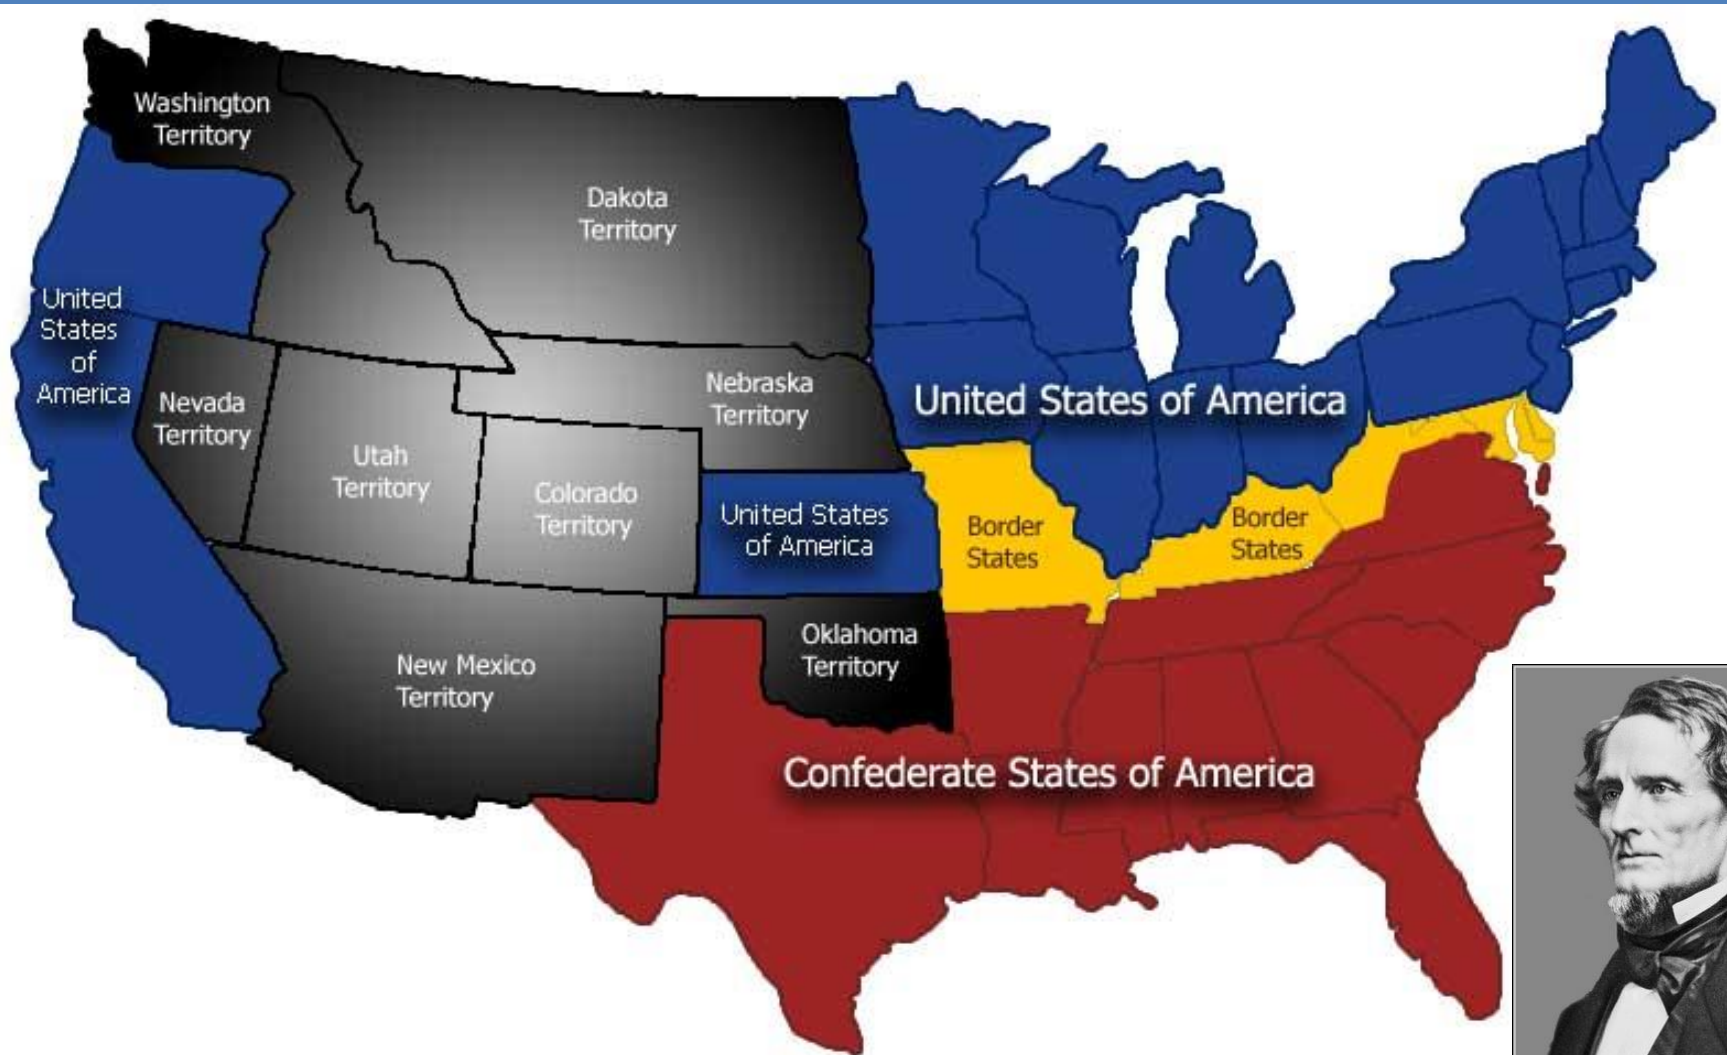 Washington
Territory
Dakota
Territory
United
States
of
America
Nevada
Territory
Nebraska
Territory
United States of America
Utah
Territory
Colorado
Territory
United States
of America
Border
States
Border
States
New Mexico
Territory
Oklahoma
Territory
Confederate States of America